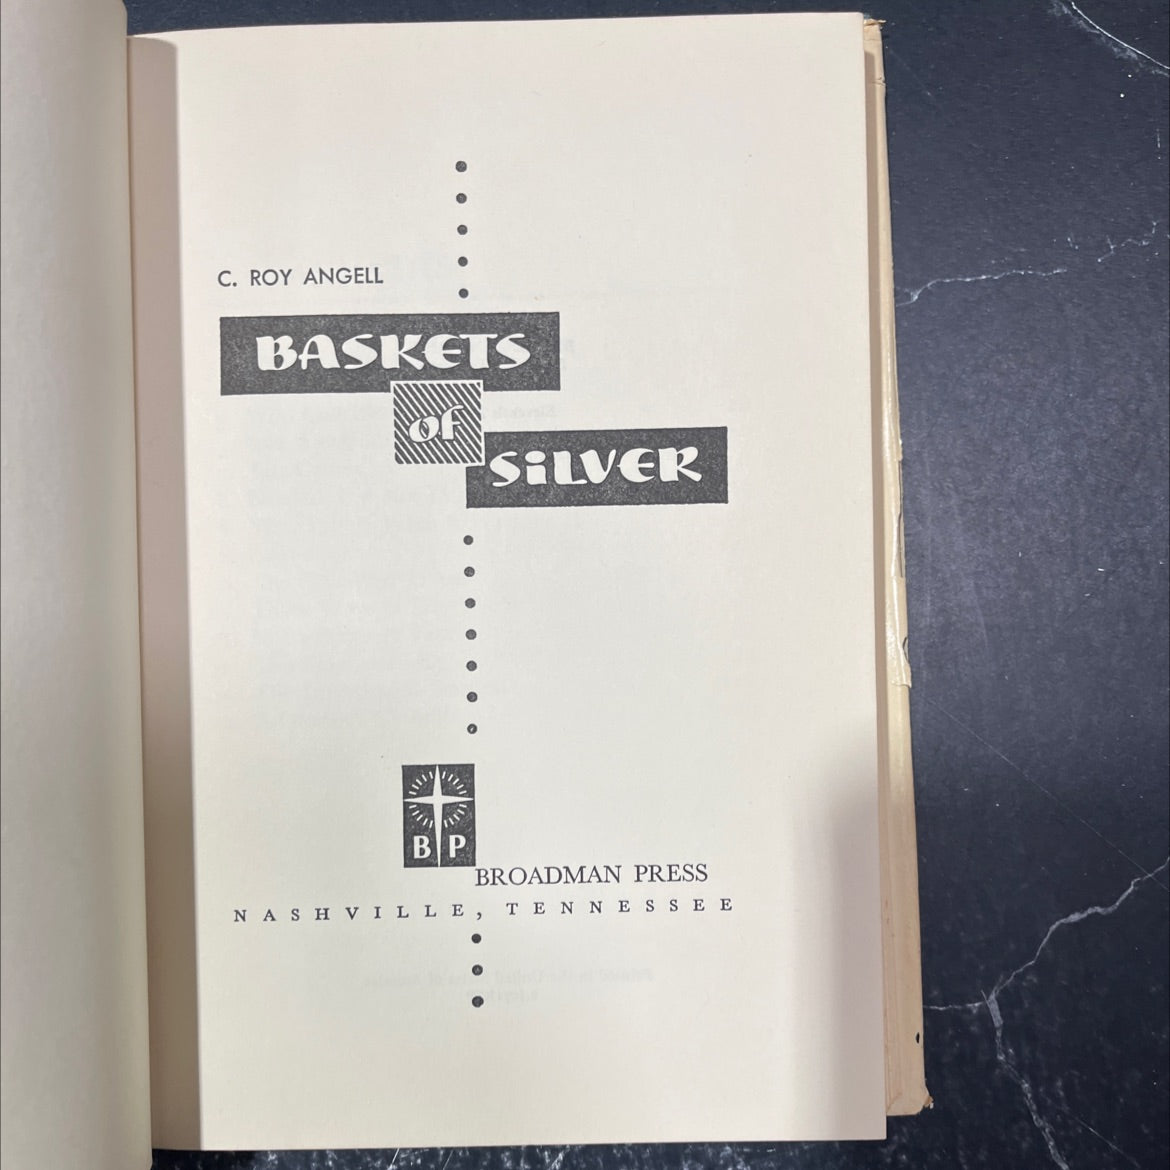 C. ROY ANGELL
BASKETS
of
SiLVER
B P
BROADMAN PRESS
NASHVILLE, TENNESSEE